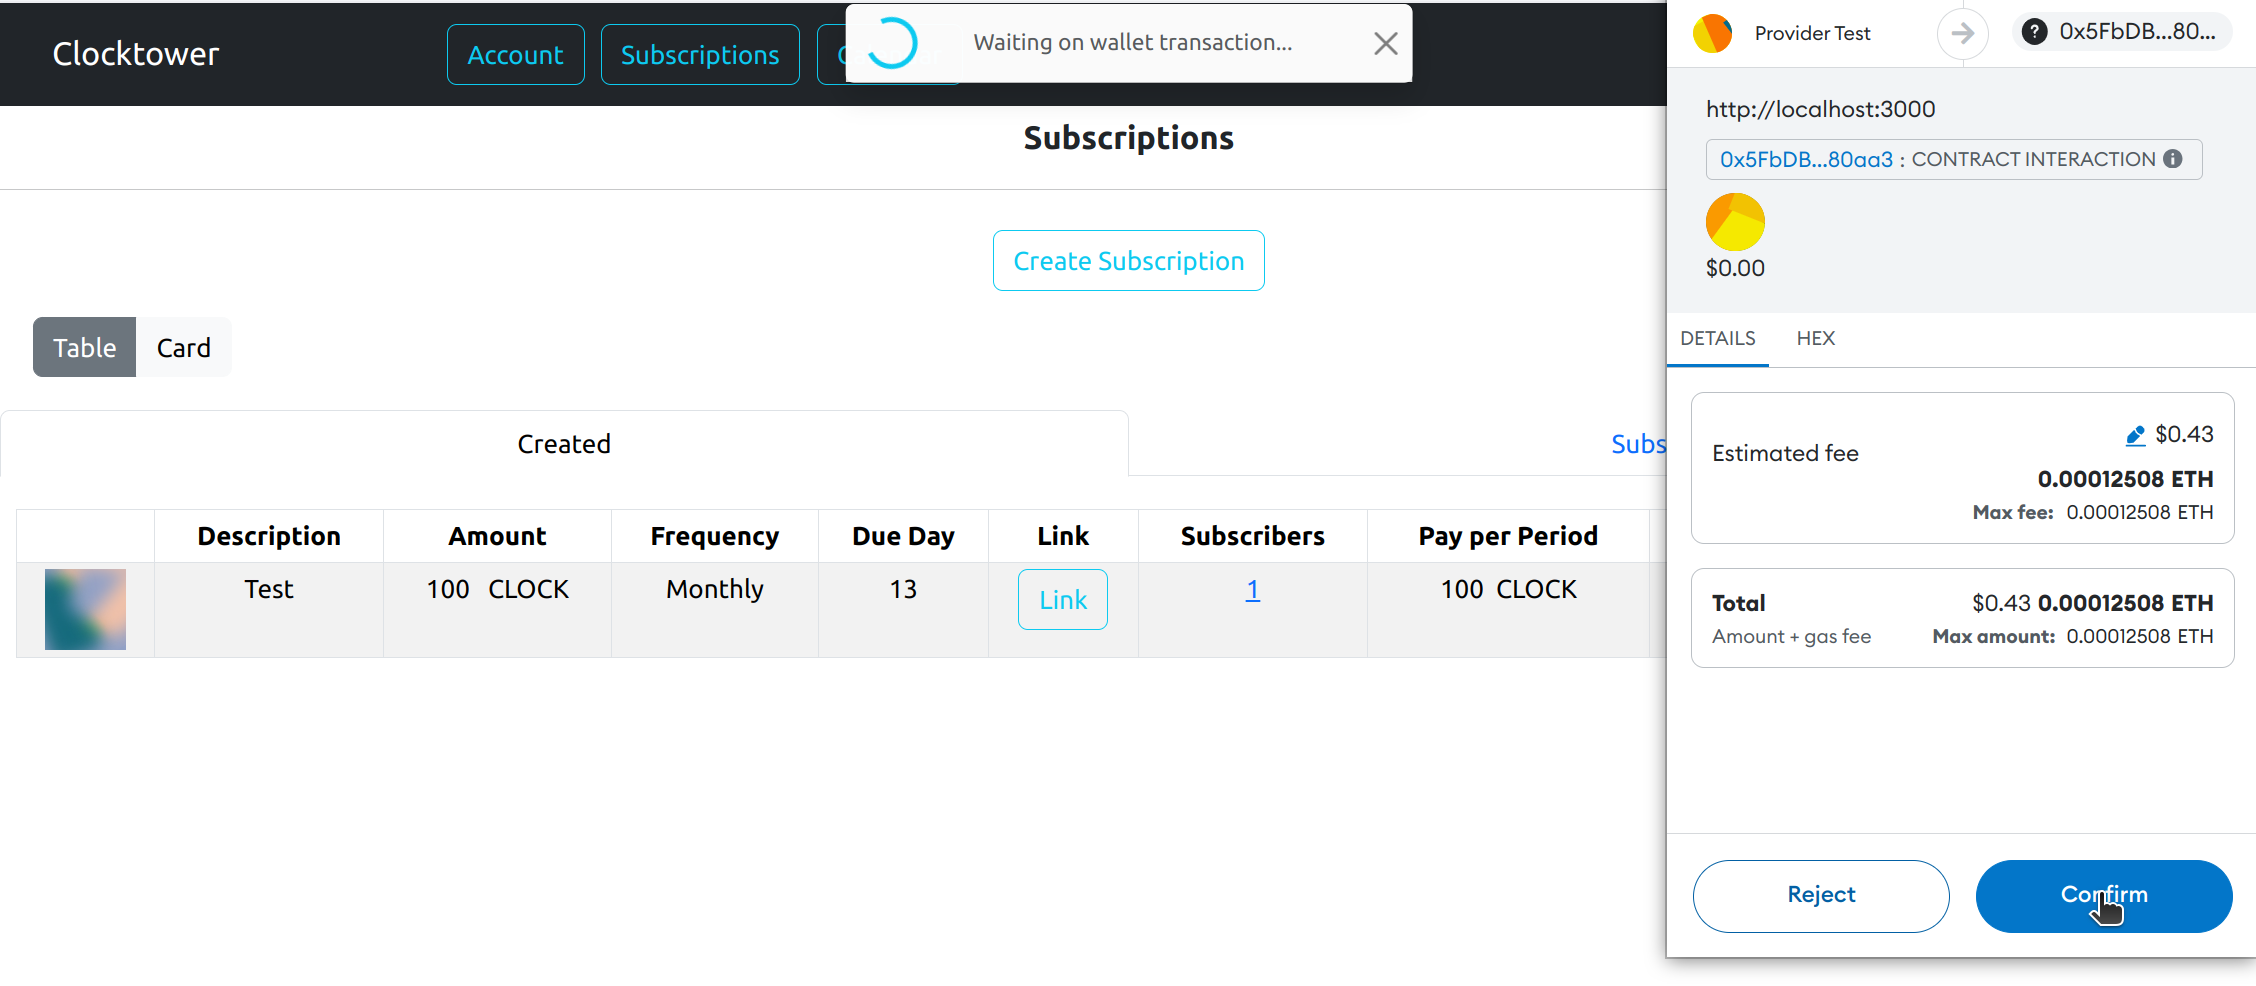 Clocktower
Account
Subscriptions
Waiting on wallet transaction...
Subscriptions
Create Subscription
Table
Card
Created
Subs
Description Amount Frequency Due Day Link Subscribers Pay per Period
Test 100 CLOCK Monthly 13 Link 1 100 CLOCK
Provider Test
? 0x5FbDB...80...
http://localhost:3000
0x5FbDB...80aa3 : CONTRACT INTERACTION
$0.00
DETAILS HEX
Estimated fee $0.43
0.00012508 ETH
Max fee: 0.00012508 ETH
Total $0.43 0.00012508 ETH
Amount + gas fee Max amount: 0.00012508 ETH
Reject
Confirm